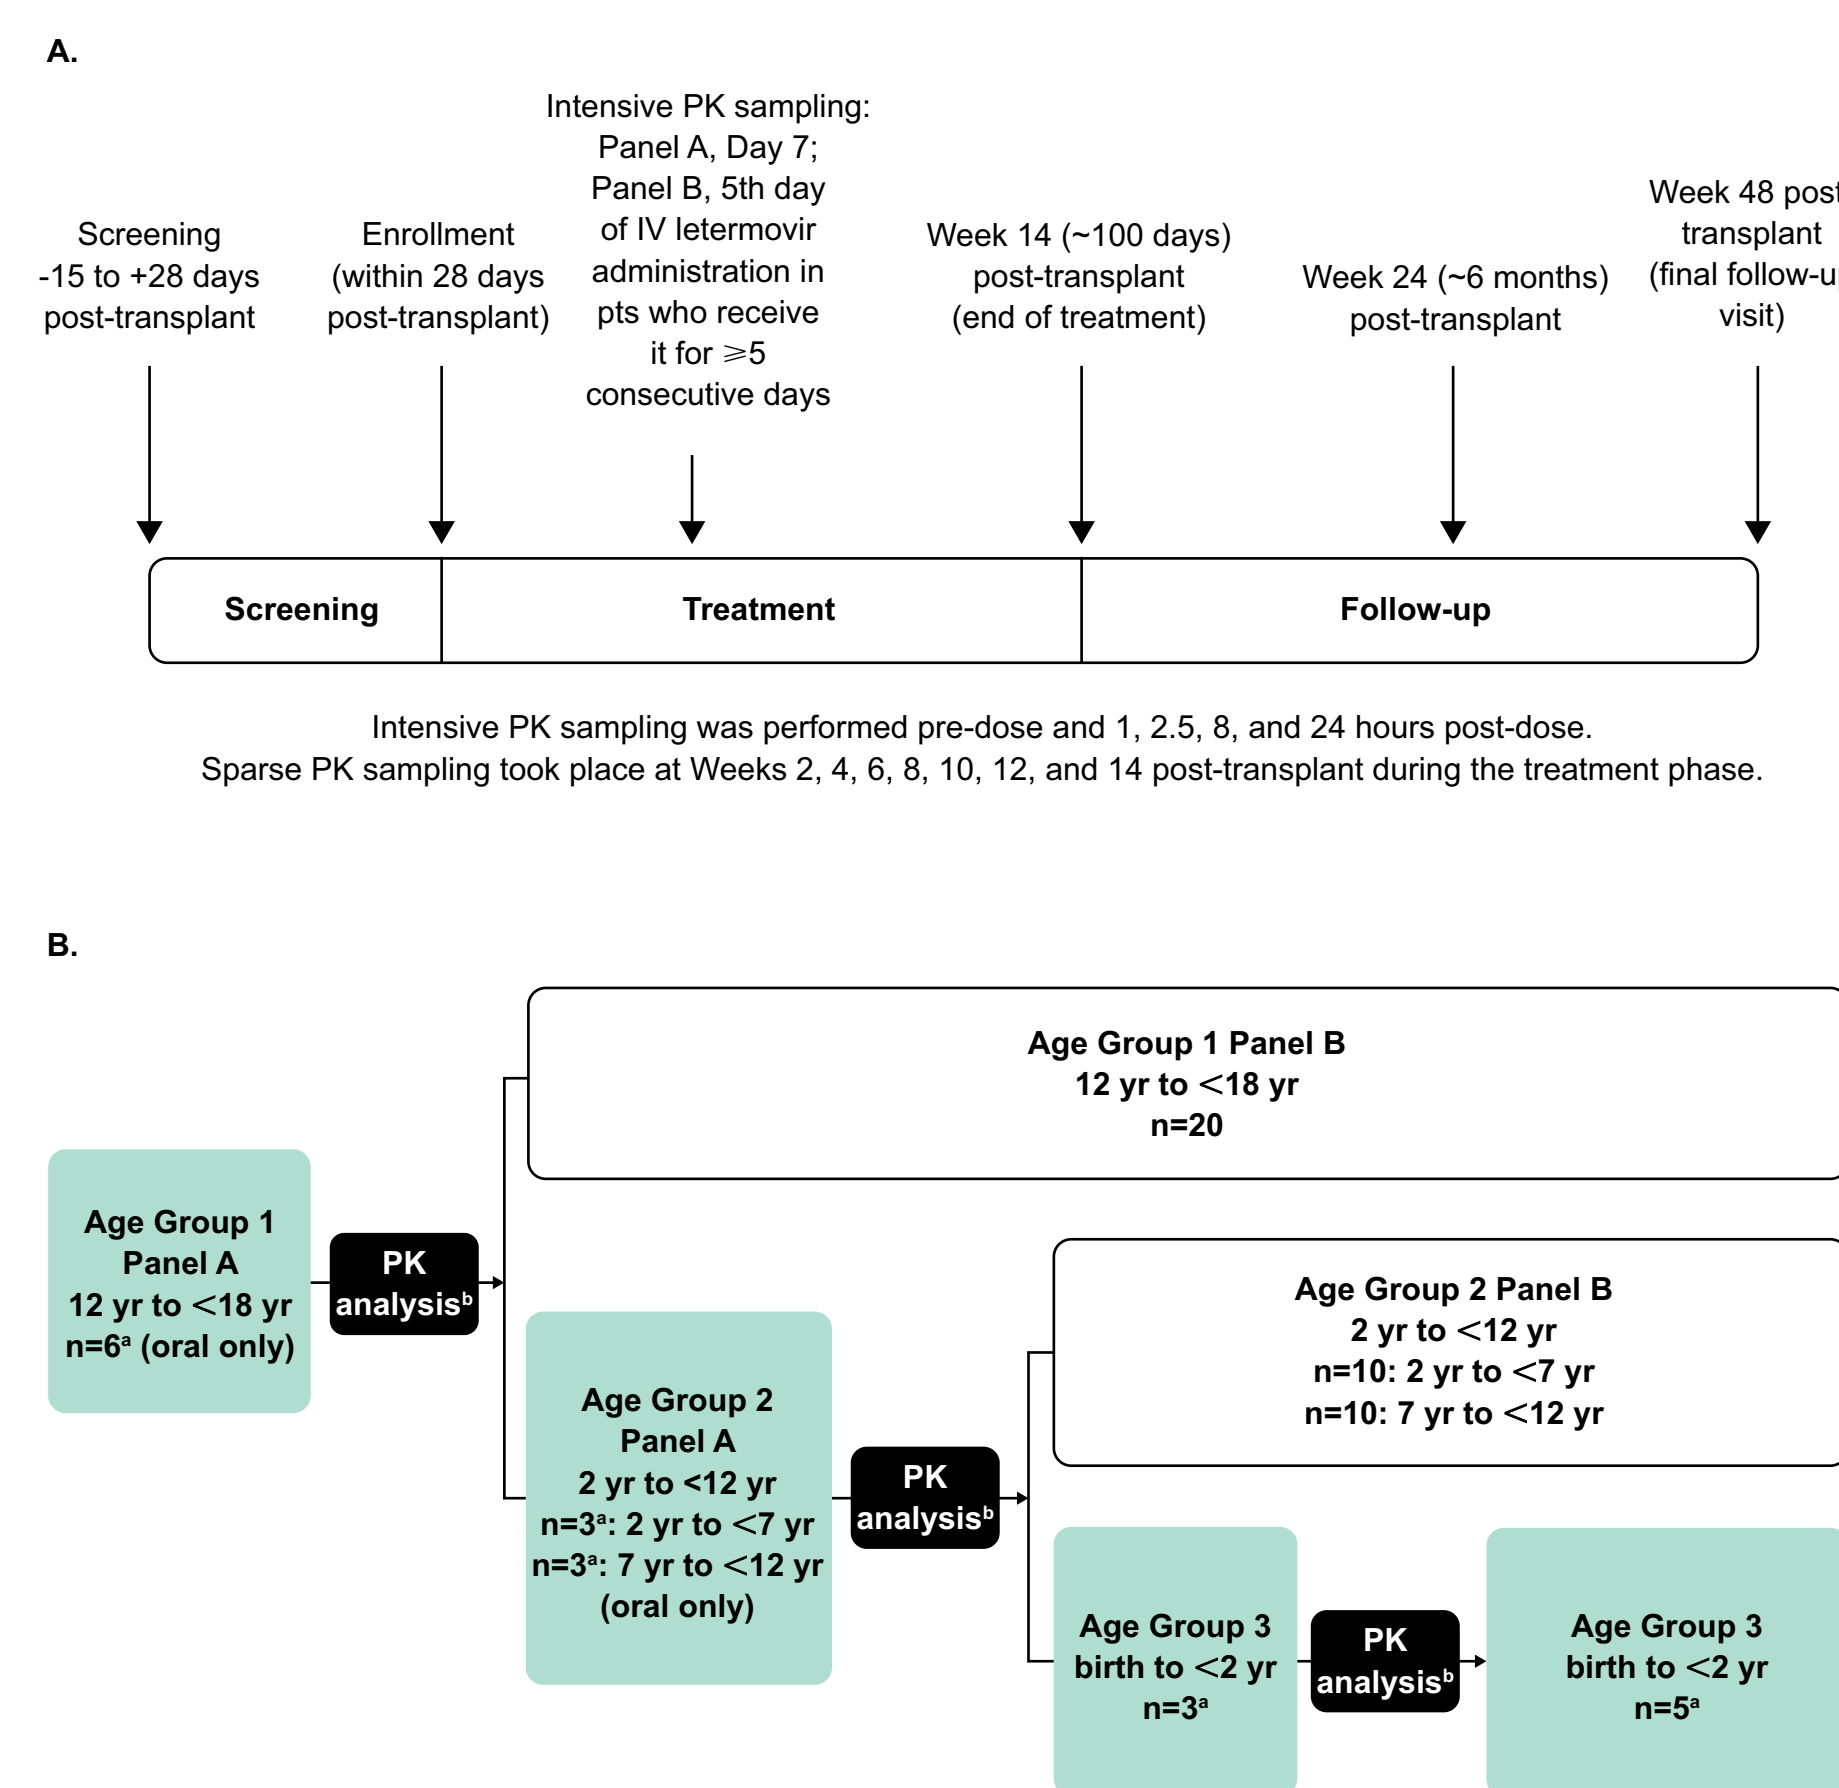 A.
Screening
-15 to +28 days
post-transplant
Enrollment
(within 28 days
post-transplant)
Intensive PK sampling:
Panel A, Day 7;
Panel B, 5th day
of IV letermovir
administration in
pts who receive
it for ⩾5
consecutive days
Week 14 (~100 days)
post-transplant
(end of treatment)
Week 24 (~6 months)
post-transplant
Week 48 post
transplant
(final follow-up
visit)
Screening
Treatment
Follow-up
Intensive PK sampling was performed pre-dose and 1, 2.5, 8, and 24 hours post-dose.
Sparse PK sampling took place at Weeks 2, 4, 6, 8, 10, 12, and 14 post-transplant during the treatment phase.
B.
Age Group 1 Panel B
12 yr to <18 yr
n=20
Age Group 1
Panel A
12 yr to <18 yr
n=6ᵃ (oral only)
PK
analysisᵇ
Age Group 2 Panel B
2 yr to <12 yr
n=10: 2 yr to <7 yr
n=10: 7 yr to <12 yr
Age Group 2
Panel A
2 yr to <12 yr
n=3ᵃ: 2 yr to <7 yr
n=3ᵃ: 7 yr to <12 yr
(oral only)
PK
analysisᵇ
Age Group 3
birth to <2 yr
n=3ᵃ
PK
analysisᵇ
Age Group 3
birth to <2 yr
n=5ᵃ